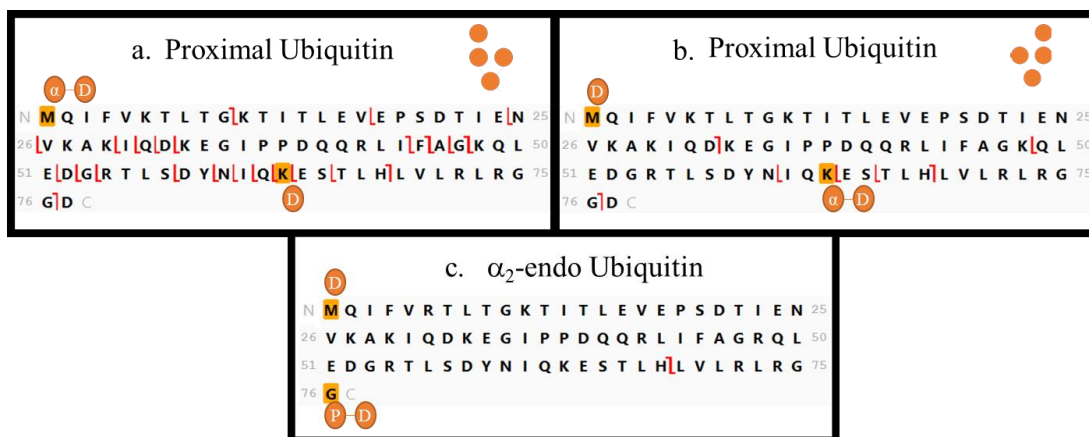 a. Proximal Ubiquitin
α D
N M Q I F V K T L T G K T I T L E V E P S D T I E N 25
26 V K A K I Q D K E G I P P D Q Q R L I F A G K Q L 50
51 E D G R T L S D Y N I Q K E S T L H L V L R L R G 75
D
76 G D C
b. Proximal Ubiquitin
D
N M Q I F V K T L T G K T I T L E V E P S D T I E N 25
26 V K A K I Q D K E G I P P D Q Q R L I F A G K Q L 50
51 E D G R T L S D Y N I Q K E S T L H L V L R L R G 75
α D
76 G D C
c. α₂-endo Ubiquitin
D
N M Q I F V R T L T G K T I T L E V E P S D T I E N 25
26 V K A K I Q D K E G I P P D Q Q R L I F A G R Q L 50
51 E D G R T L S D Y N I Q K E S T L H L V L R L R G 75
76 G C
P D